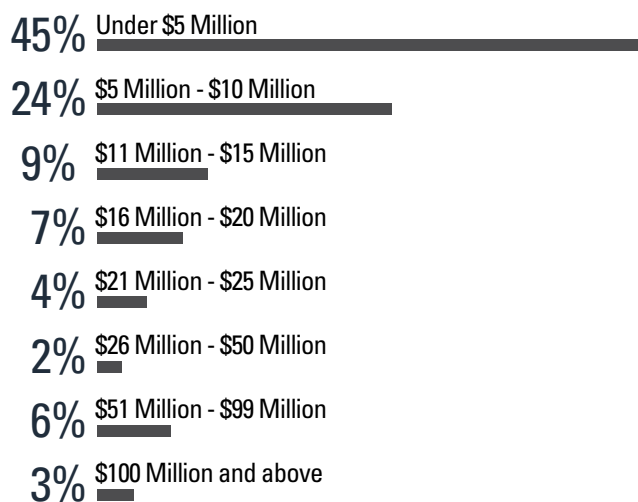 45% Under $5 Million
24% $5 Million - $10 Million
9% $11 Million - $15 Million
7% $16 Million - $20 Million
4% $21 Million - $25 Million
2% $26 Million - $50 Million
6% $51 Million - $99 Million
3% $100 Million and above